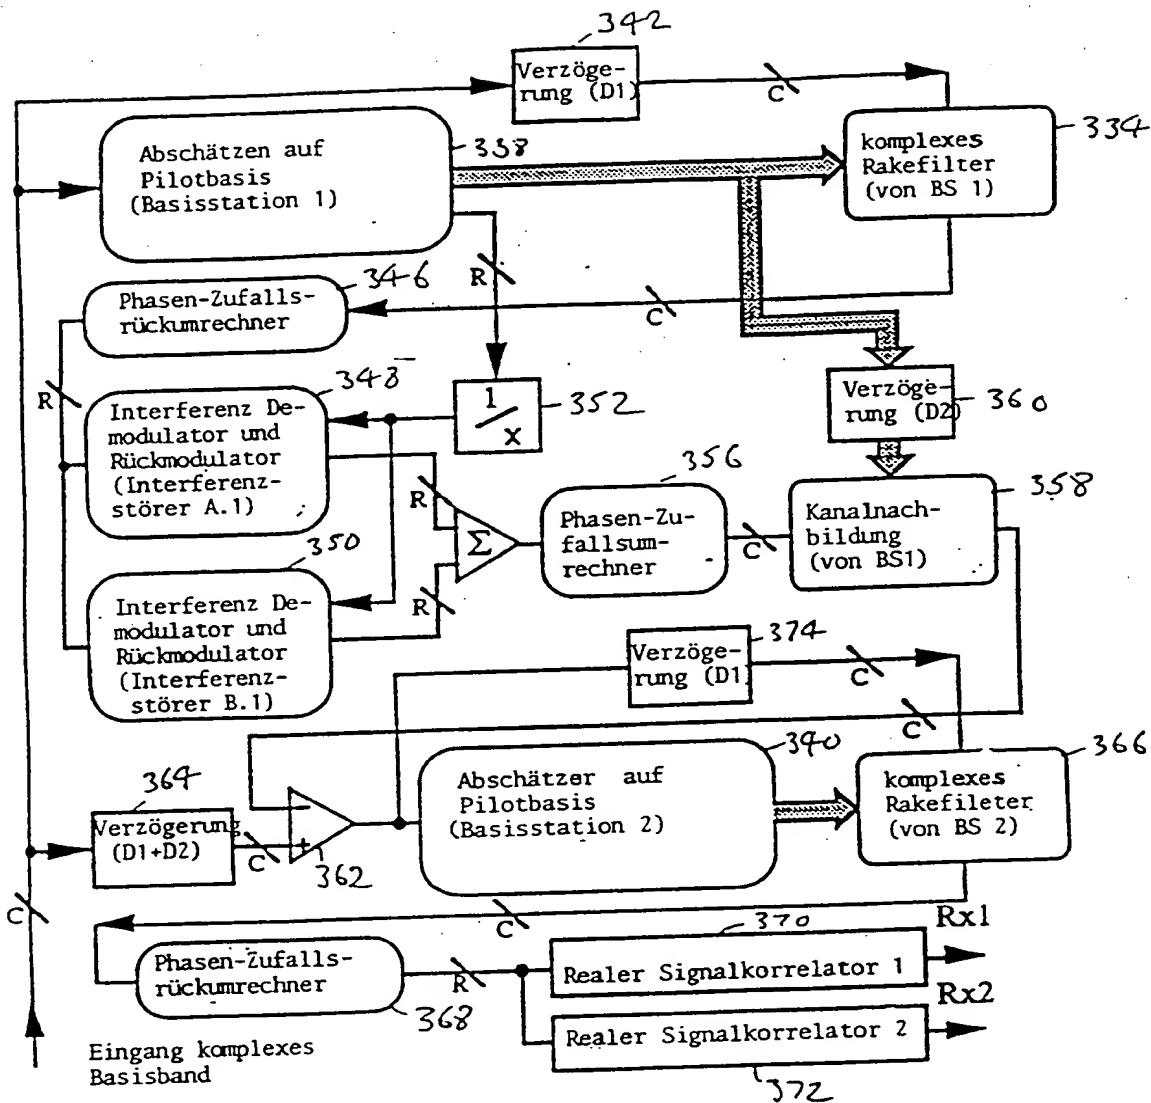 342
Verzöge-
rung (D1)
C
Abschätzen auf
Pilotbasis
(Basisstation 1)
338
komplexes
Rakefilter
(von BS 1)
334
R
346
Phasen-Zufalls-
rückumrechner
C
R
348
Interferenz De-
modulator und
Rückmodulator
(Interferenz-
störer A.1)
1
/
x
352
Verzöge-
rung (D2)
360
R
Σ
R
356
Phasen-Zu-
fallsum-
rechner
C
Kanalnach-
bildung
(von BS1)
358
350
Interferenz De-
modulator und
Rückmodulator
(Interferenz-
störer B.1)
374
Verzöge-
rung (D1
C
C
364
Verzögerung
(D1+D2)
C
−
+
362
340
Abschätzer auf
Pilotbasis
(Basisstation 2)
komplexes
Rakefileter
(von BS 2)
366
C
C
Phasen-Zufalls-
rückumrechner
368
R
370
Realer Signalkorrelator 1
Rx1
Realer Signalkorrelator 2
Rx2
372
Eingang komplexes
Basisband